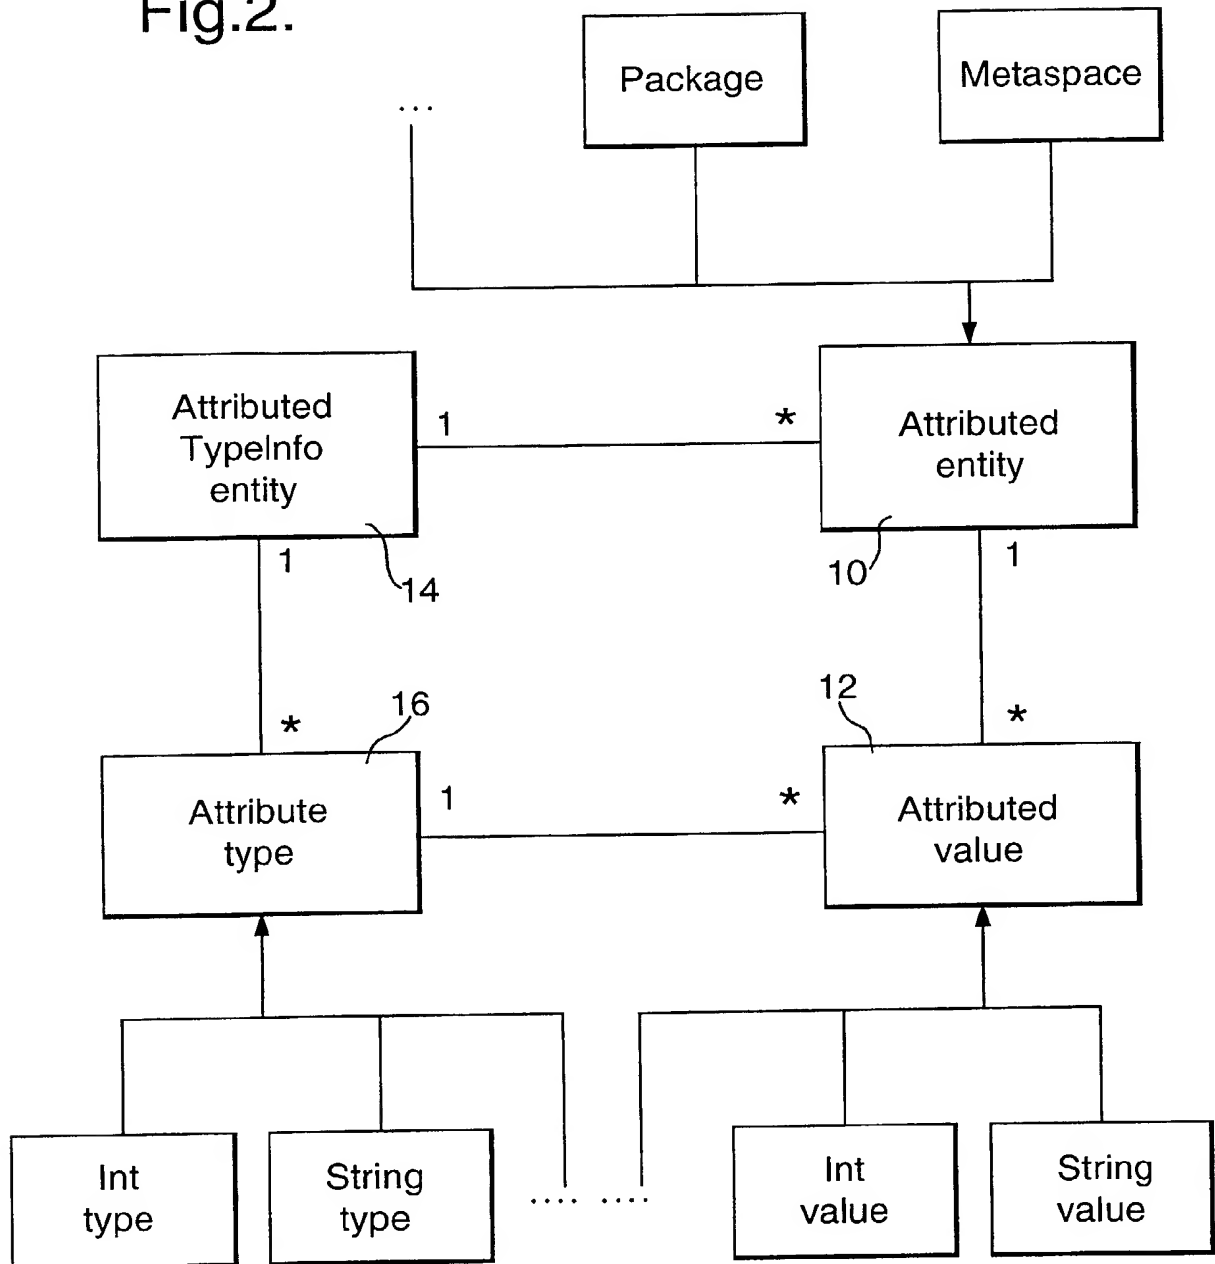 Fig.2.
Package
Metaspace
...
Attributed
TypeInfo
entity
1
*
Attributed
entity
1
14
10
1
*
16
12
*
Attribute
type
1
*
Attributed
value
Int
type
String
type
....
....
Int
value
String
value